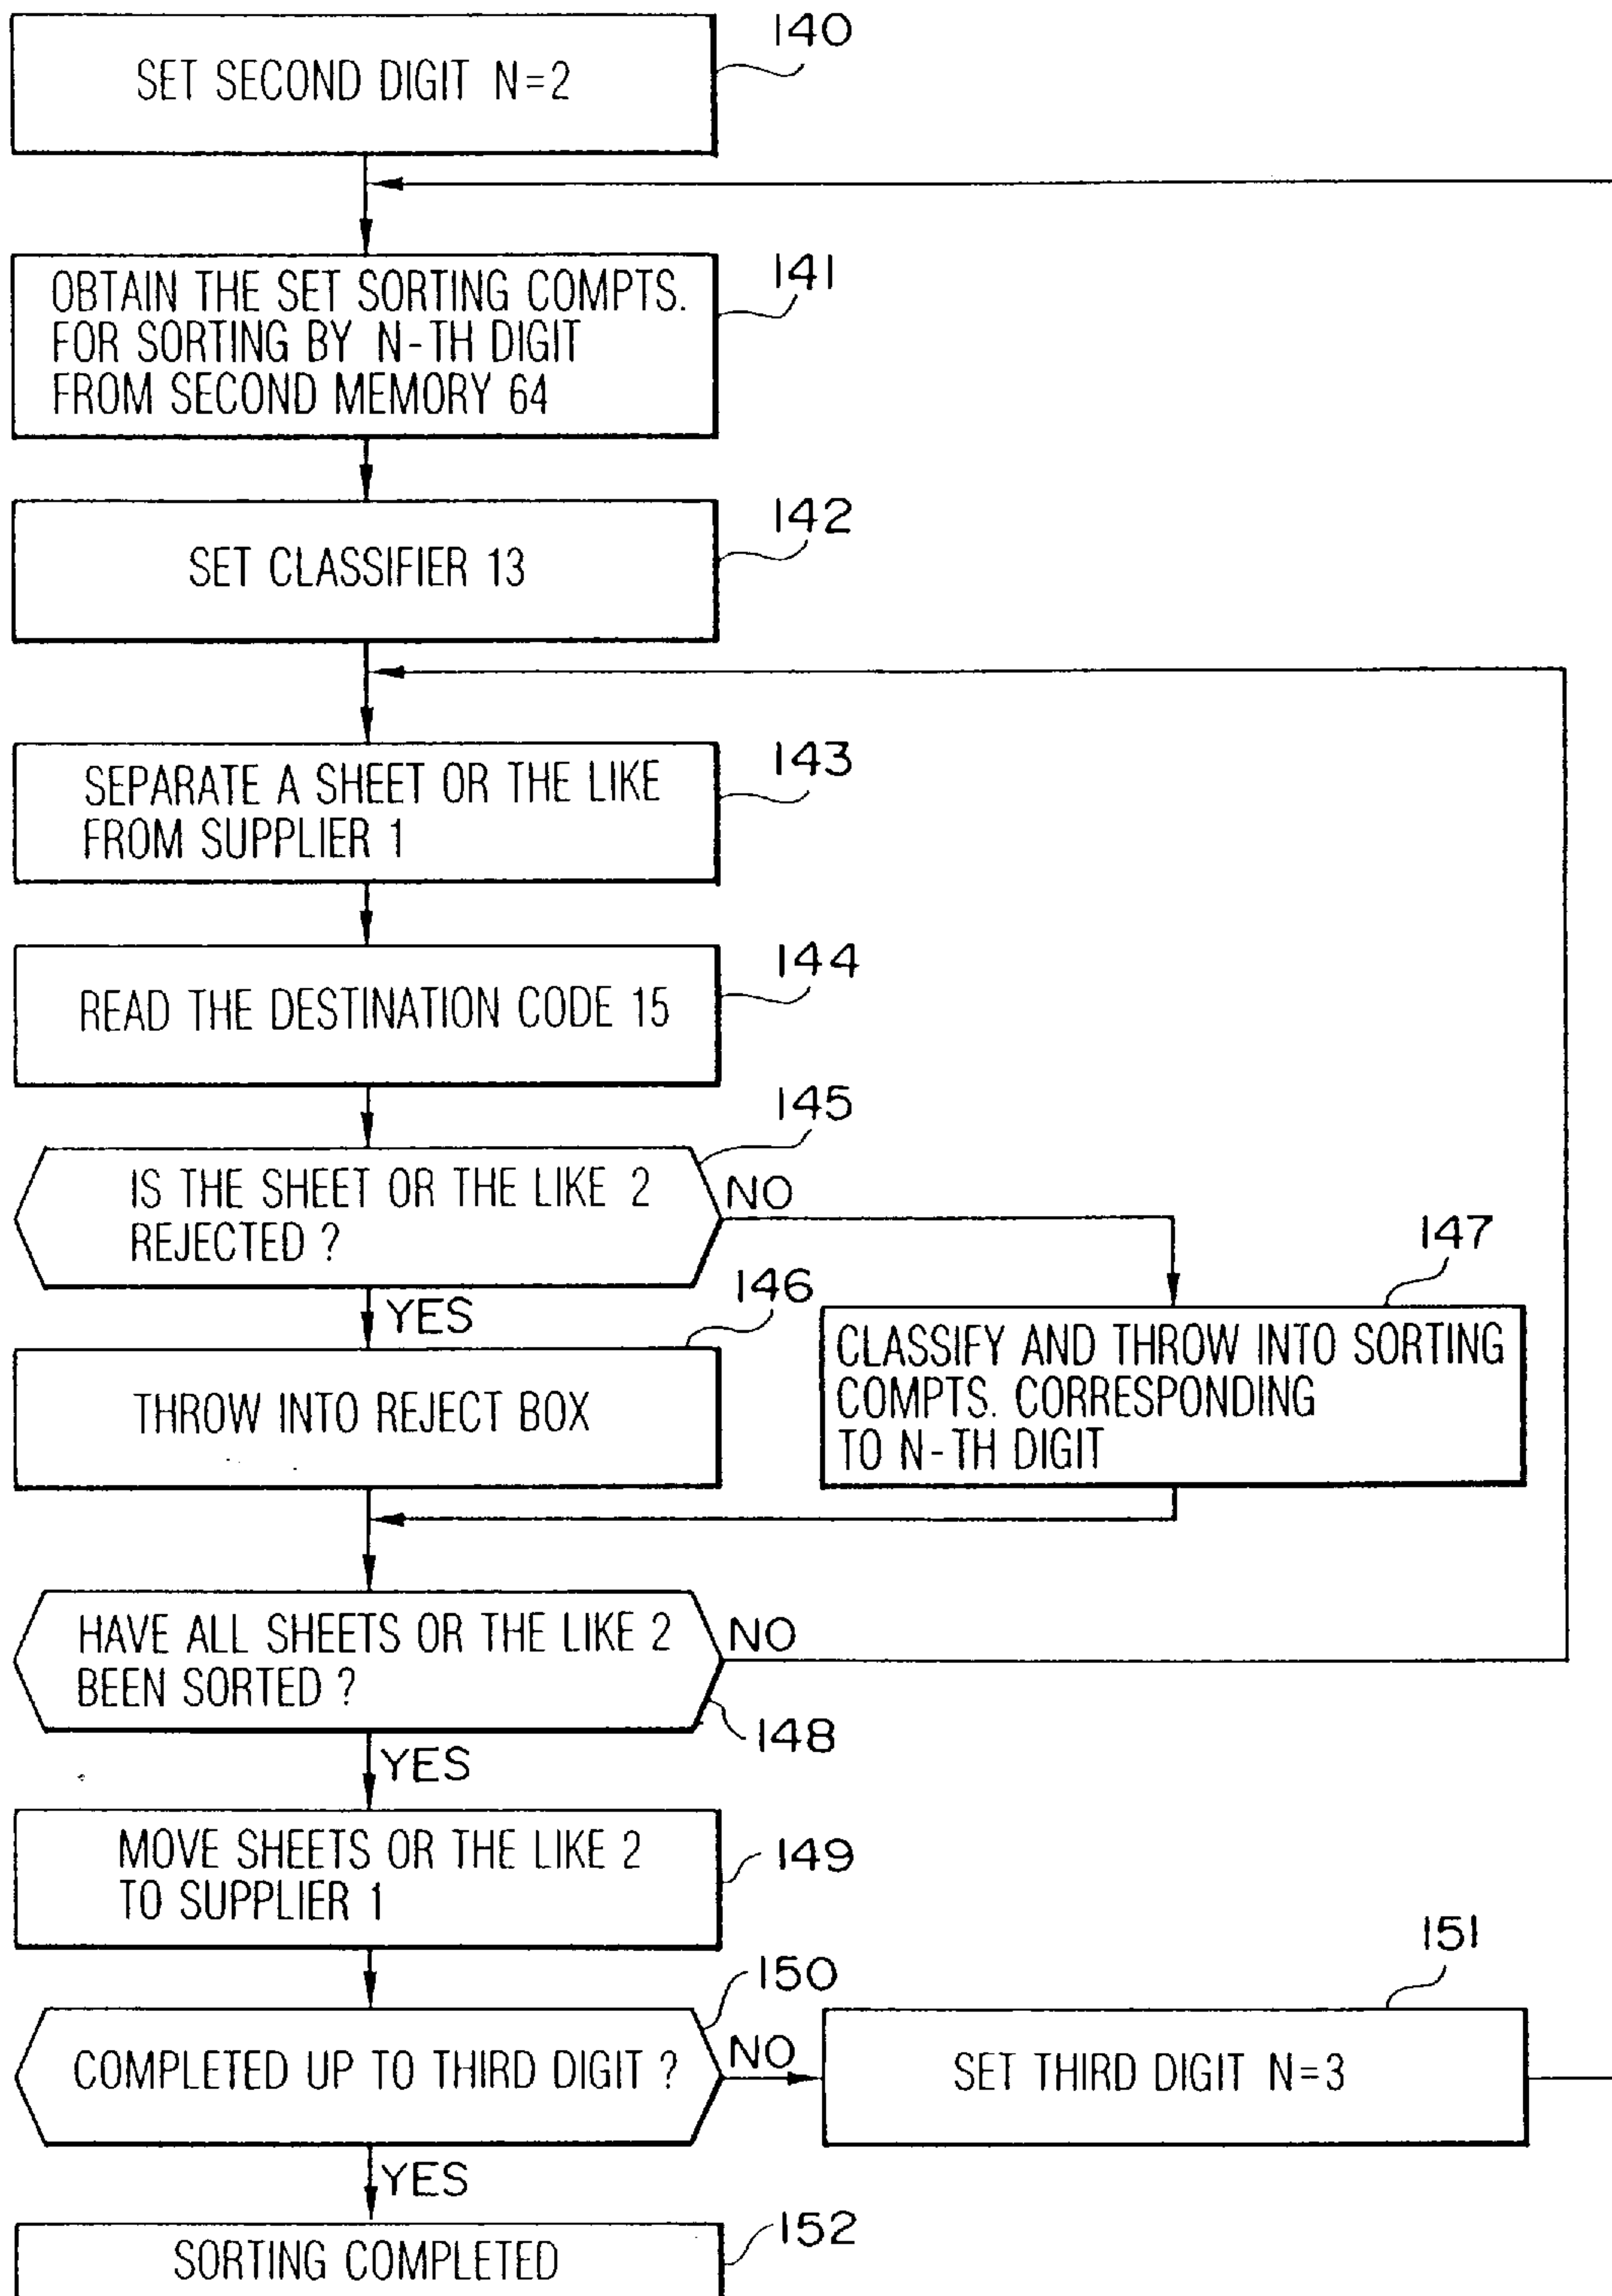 140
SET SECOND DIGIT N=2
141
OBTAIN THE SET SORTING COMPTS.
FOR SORTING BY N-TH DIGIT
FROM SECOND MEMORY 64
142
SET CLASSIFIER 13
143
SEPARATE A SHEET OR THE LIKE
FROM SUPPLIER 1
144
READ THE DESTINATION CODE 15
145
IS THE SHEET OR THE LIKE 2
REJECTED ?
NO
YES
146
THROW INTO REJECT BOX
147
CLASSIFY AND THROW INTO SORTING
COMPTS. CORRESPONDING
TO N-TH DIGIT
HAVE ALL SHEETS OR THE LIKE 2
BEEN SORTED ?
NO
148
YES
MOVE SHEETS OR THE LIKE 2
TO SUPPLIER 1
149
150
COMPLETED UP TO THIRD DIGIT ?
NO
151
SET THIRD DIGIT N=3
YES
152
SORTING COMPLETED